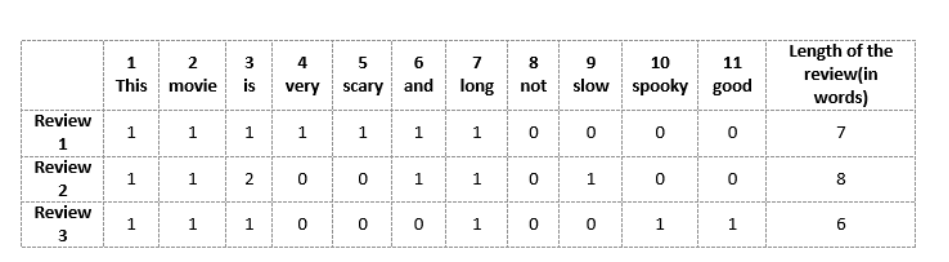 1 This 2 movie 3 is 4 very 5 scary 6 and 7 long 8 not 9 slow 10 spooky 11 good Length of the review(in words)
Review 1 1 1 1 1 1 1 1 0 0 0 0 7
Review 2 1 1 2 0 0 1 1 0 1 0 0 8
Review 3 1 1 1 0 0 0 1 0 0 1 1 6